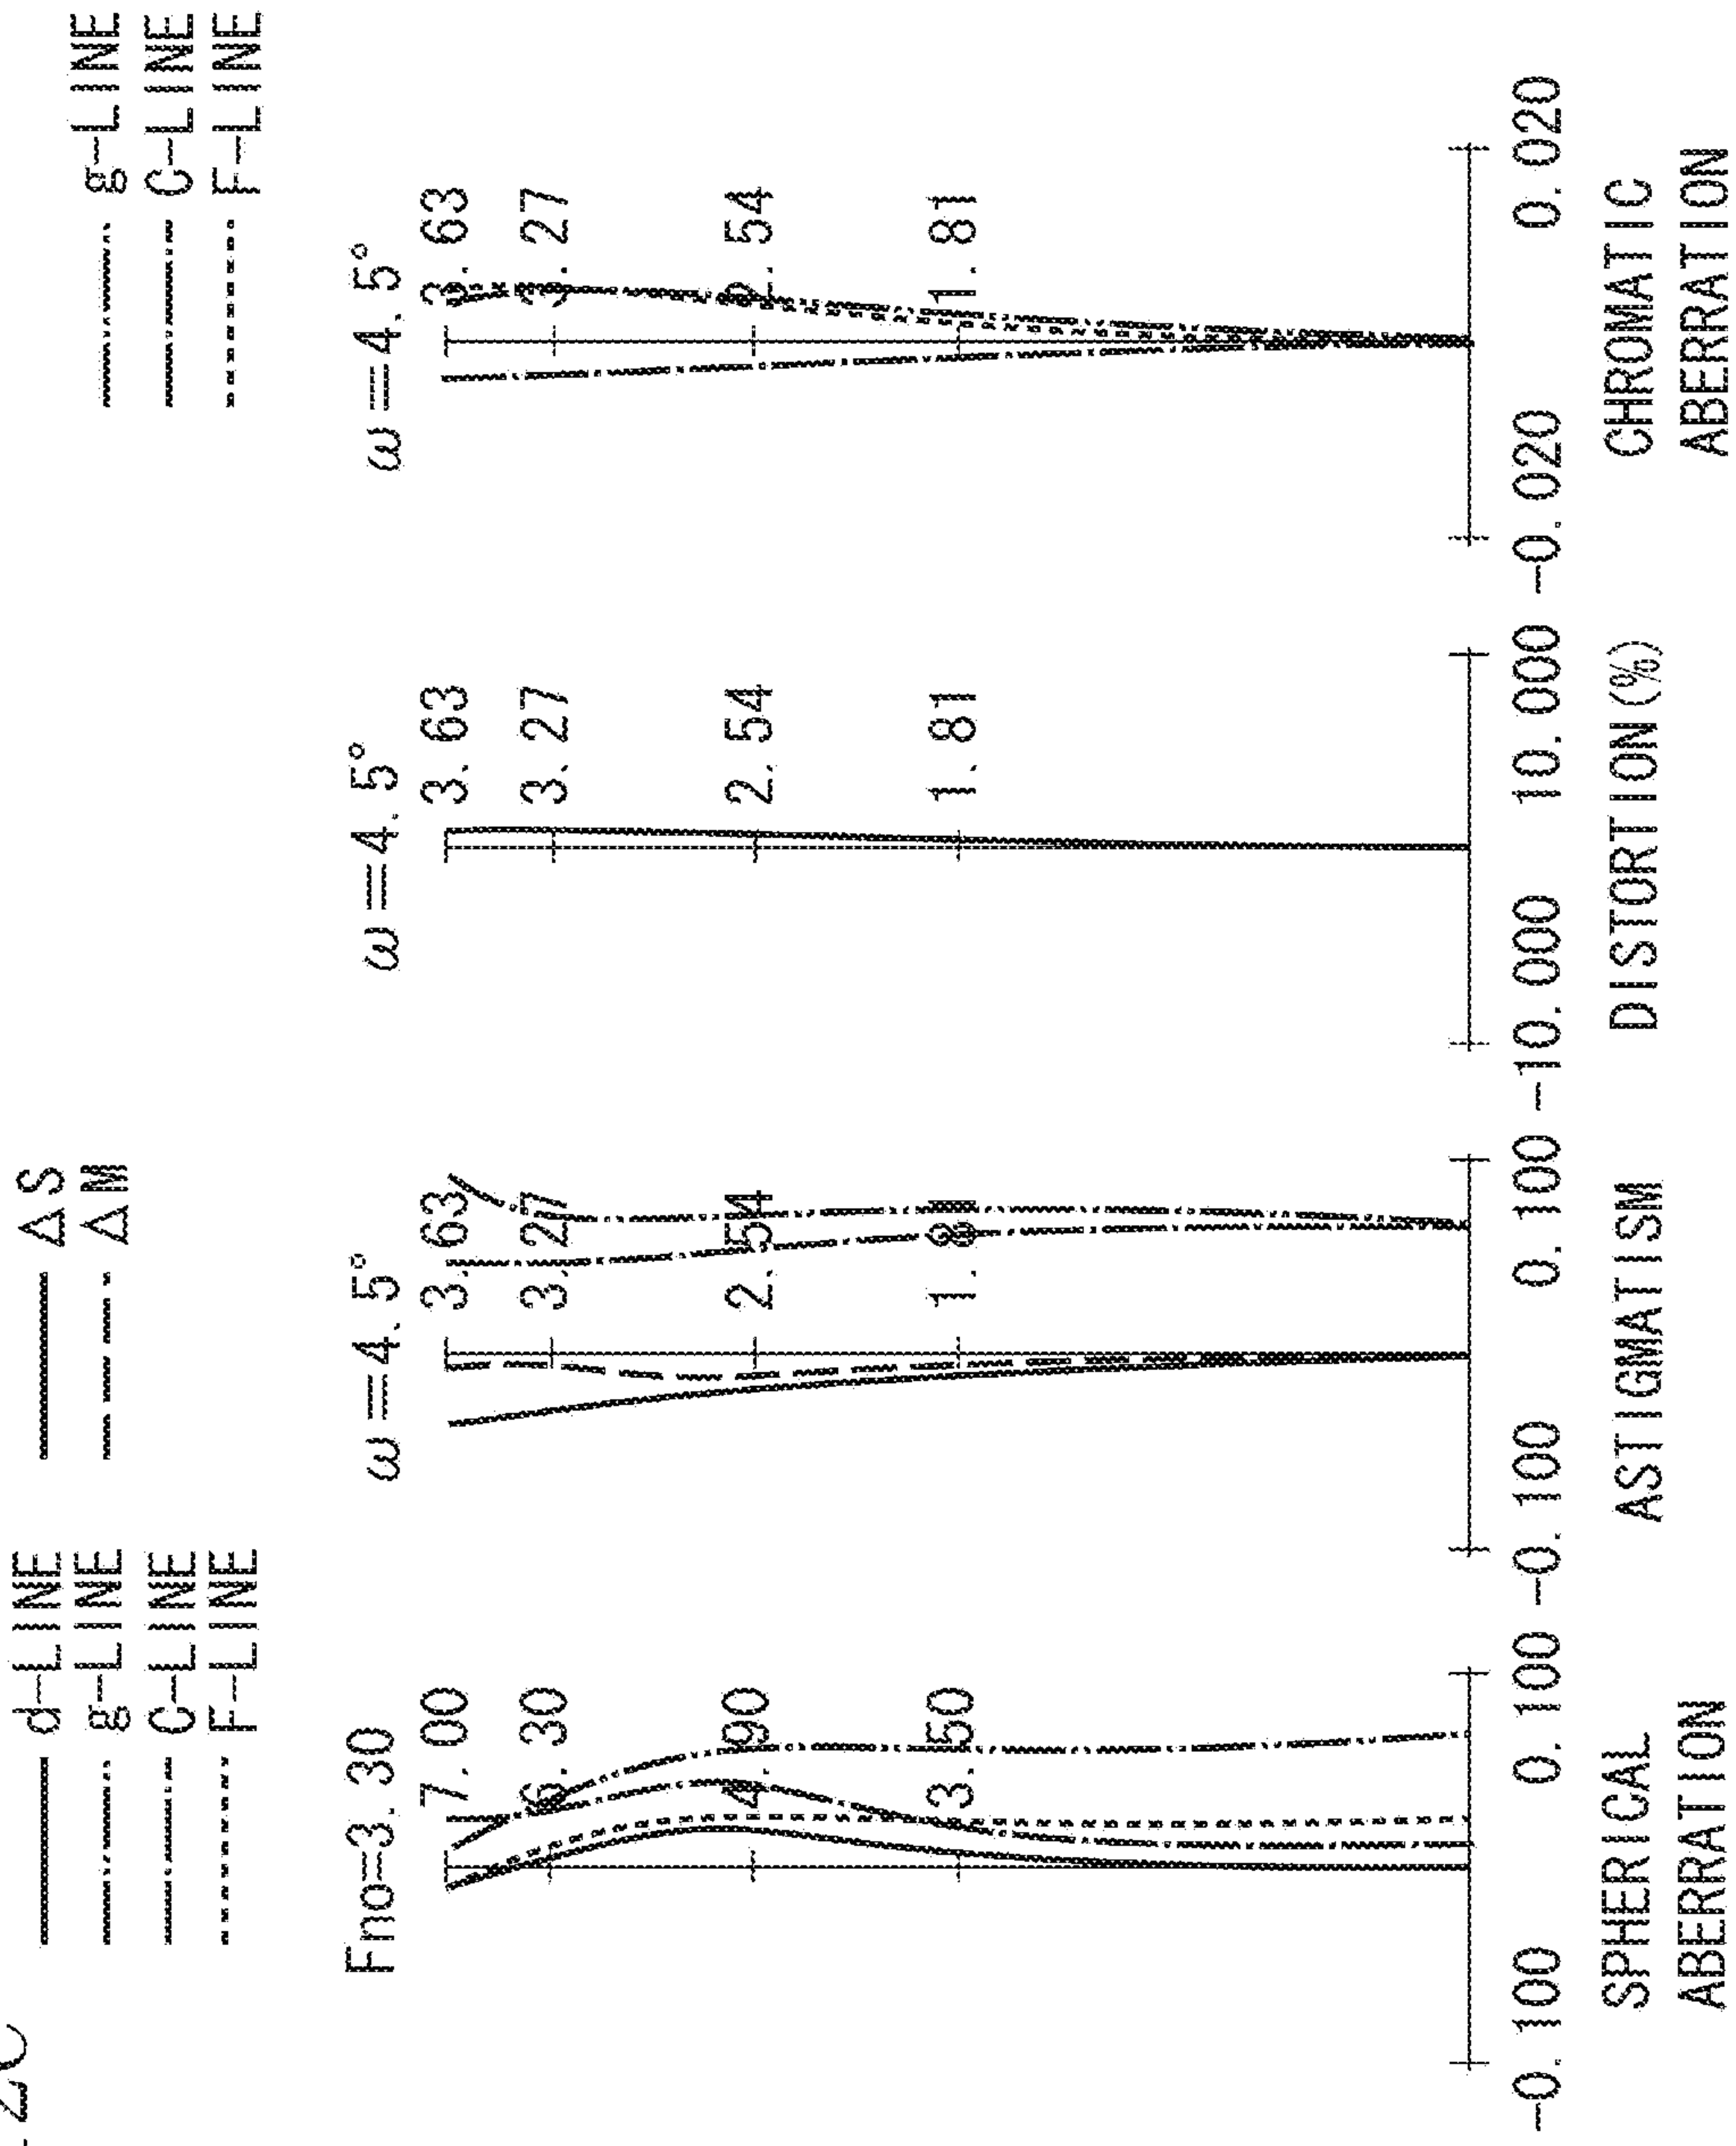 d-LINE
g-LINE
C-LINE
F-LINE
ΔS
ΔM
g-LINE
C-LINE
F-LINE
Fno=3. 30
7. 00
6. 30
4. 90
3. 50
-0. 100 0. 100
SPHERICAL
ABERRATION
ω=4. 5°
3. 63
3. 27
2. 54
1. 81
-0. 100 0. 100
ASTIGMATISM
ω=4. 5°
3. 63
3. 27
2. 54
1. 81
-10. 000 10. 000
DISTORTION(%)
ω=4. 5°
3. 63
3. 27
2. 54
1. 81
-0. 020 0. 020
CHROMATIC
ABERRATION